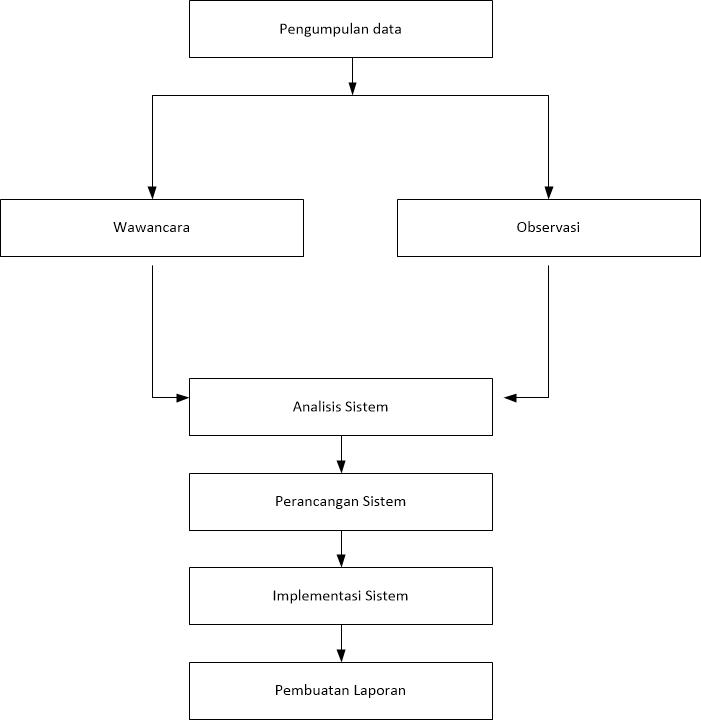 Pengumpulan data
Wawancara
Observasi
Analisis Sistem
Perancangan Sistem
Implementasi Sistem
Pembuatan Laporan